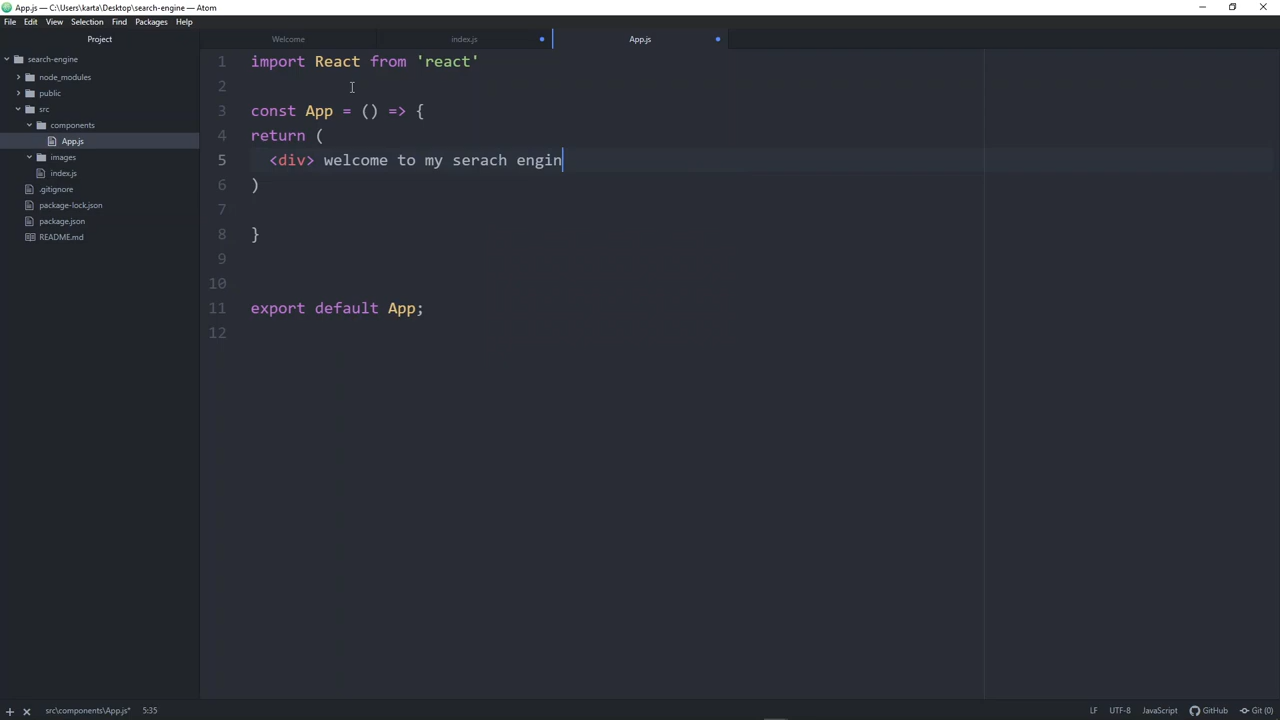 App.js — C:\Users\karta\Desktop\search-engine — Atom
File Edit View Selection Find Packages Help
Project
Welcome
index.js
App.js
search-engine
node_modules
public
src
components
App.js
images
index.js
.gitignore
package-lock.json
package.json
README.md
1 import React from 'react'
2
3 const App = () => {
4 return (
5 <div> welcome to my serach engin
6 )
7
8 }
9
10
11 export default App;
12
src\components\App.js* 5:35
LF UTF-8 JavaScript GitHub Git (0)